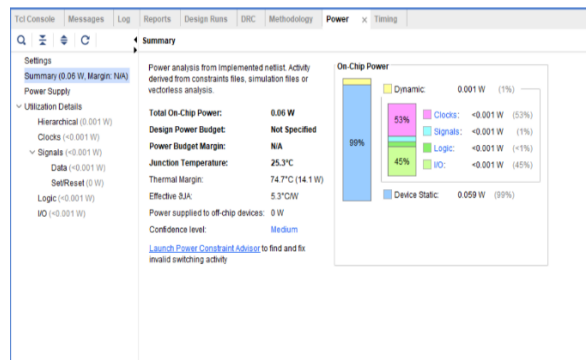 Tcl Console Messages Log Reports Design Runs DRC Methodology Power × Timing
Summary
Settings
Summary (0.06 W, Margin: N/A)
Power Supply
Utilization Details
Hierarchical (0.001 W)
Clocks (<0.001 W)
Signals (<0.001 W)
Data (<0.001 W)
Set/Reset (0 W)
Logic (<0.001 W)
I/O (<0.001 W)
Power analysis from Implemented netlist. Activity
derived from constraints files, simulation files or
vectorless analysis.
Total On-Chip Power: 0.06 W
Design Power Budget: Not Specified
Power Budget Margin: N/A
Junction Temperature: 25.3°C
Thermal Margin: 74.7°C (14.1 W)
Effective ϑJA: 5.3°C/W
Power supplied to off-chip devices: 0 W
Confidence level: Medium
Launch Power Constraint Advisor to find and fix
invalid switching activity
On-Chip Power
Dynamic: 0.001 W (1%)
53% Clocks: <0.001 W (53%)
Signals: <0.001 W (1%)
Logic: <0.001 W (<1%)
45% I/O: <0.001 W (45%)
99%
Device Static: 0.059 W (99%)